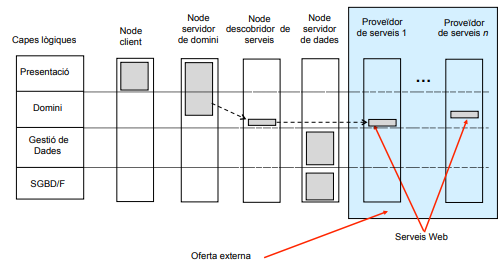 Capes lògiques
Node
client
Node
servidor
de domini
Node
descobridor de
serveis
Node
servidor
de dades
Proveïdor
de serveis 1
Proveïdor
de serveis n
Presentació
...
Domini
Gestió de
Dades
SGBD/F
Serveis Web
Oferta externa